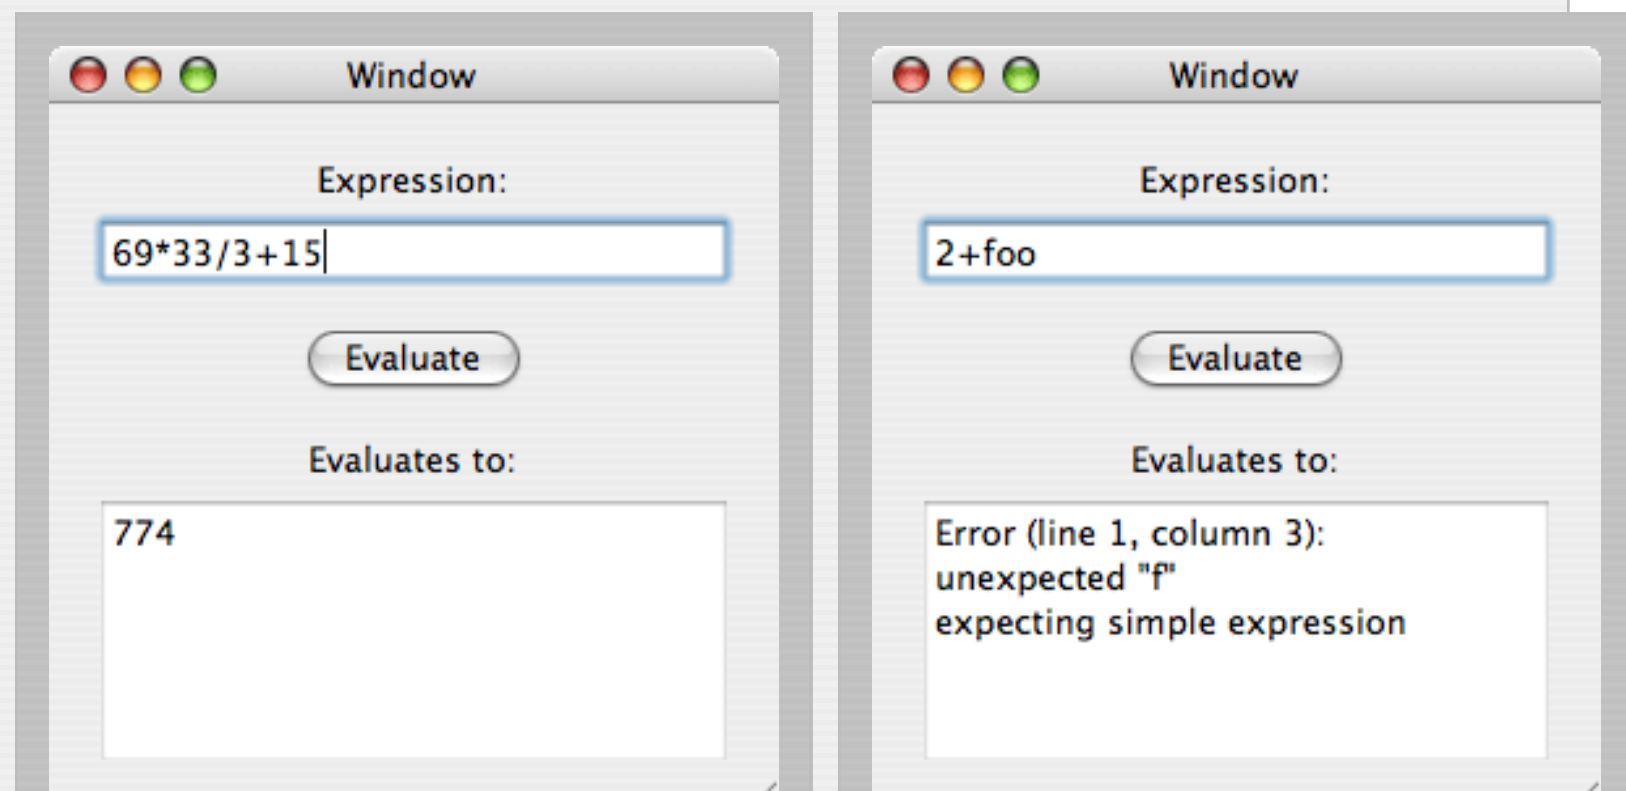 Window
Expression:
69*33/3+15
Evaluate
Evaluates to:
774
Window
Expression:
2+foo
Evaluate
Evaluates to:
Error (line 1, column 3):
unexpected "f"
expecting simple expression